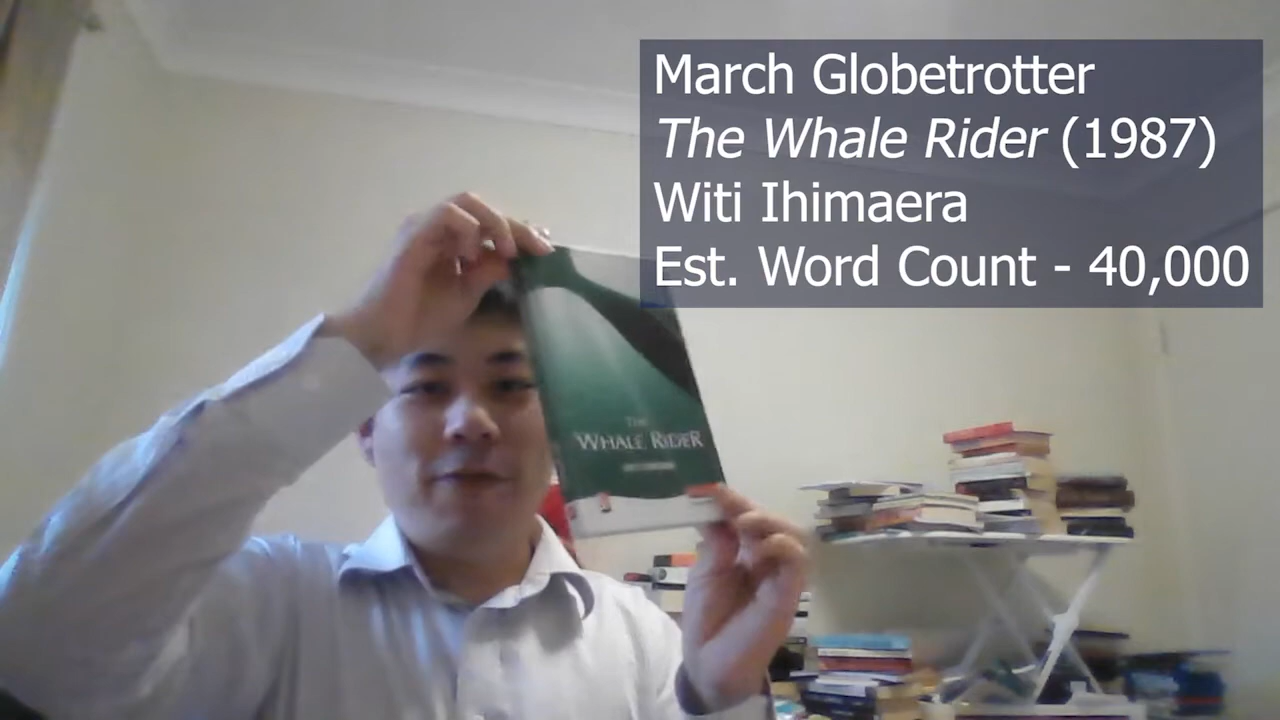 March Globetrotter
The Whale Rider (1987)
Witi Ihimaera
Est. Word Count - 40,000
THE
WHALE RIDER